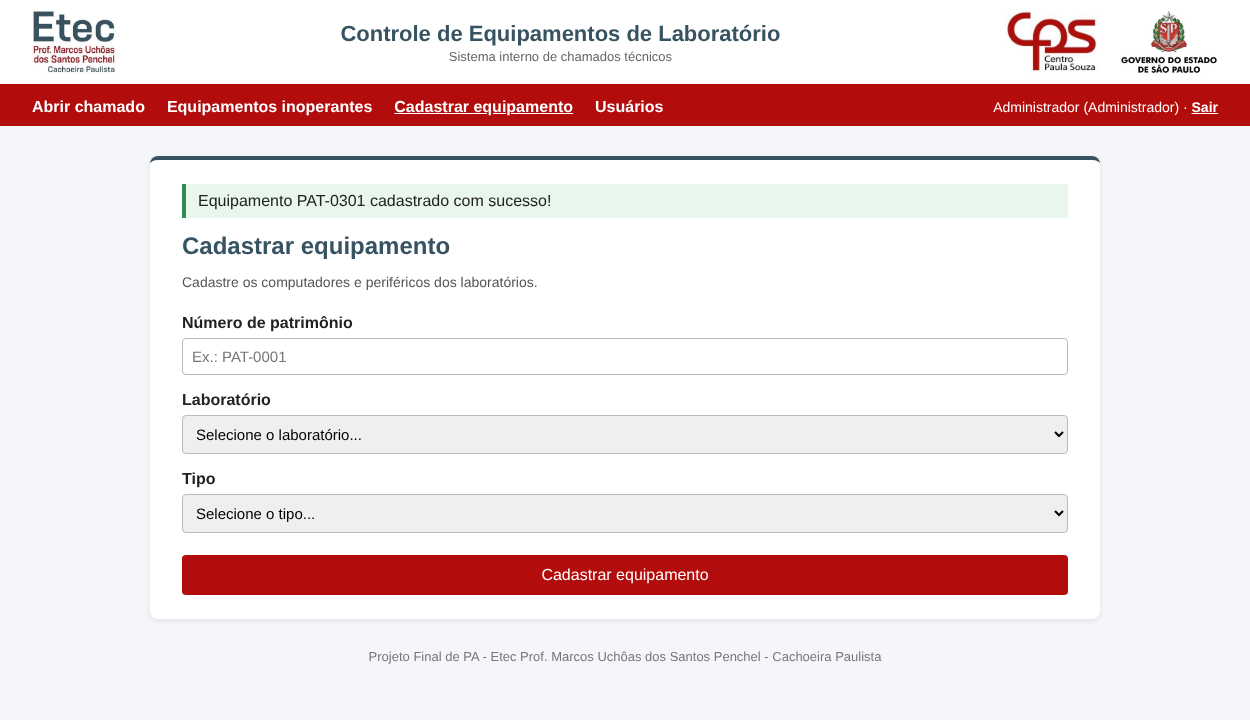 Etec
Prof. Marcos Uchôas
dos Santos Penchel
Cachoeira Paulista
Controle de Equipamentos de Laboratório
Sistema interno de chamados técnicos
cps
Centro
Paula Souza
GOVERNO DO ESTADO
DE SÃO PAULO
Abrir chamado
Equipamentos inoperantes
Cadastrar equipamento
Usuários
Administrador (Administrador) · Sair
Equipamento PAT-0301 cadastrado com sucesso!
Cadastrar equipamento
Cadastre os computadores e periféricos dos laboratórios.
Número de patrimônio
Ex.: PAT-0001
Laboratório
Selecione o laboratório...
Tipo
Selecione o tipo...
Cadastrar equipamento
Projeto Final de PA - Etec Prof. Marcos Uchôas dos Santos Penchel - Cachoeira Paulista